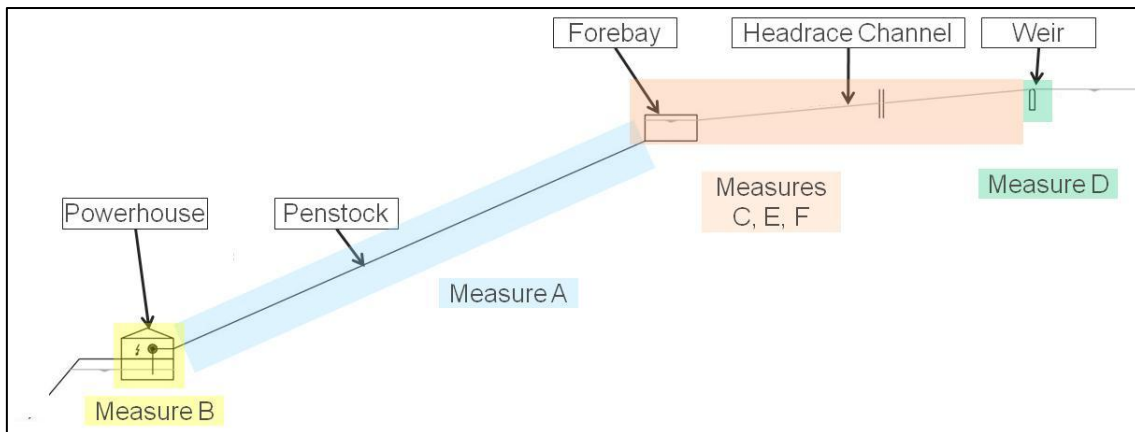 Forebay
Headrace Channel
Weir
Powerhouse
Penstock
Measures
C, E, F
Measure D
Measure A
Measure B